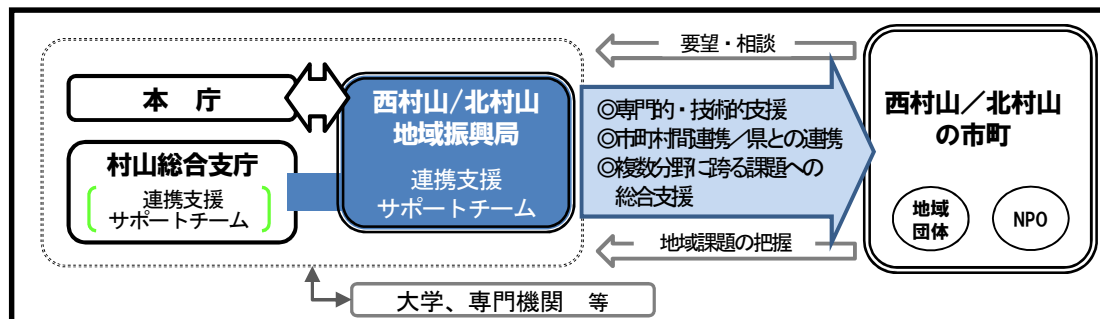 本　庁
村山総合支庁
連携支援
サポートチーム
西村山/北村山
地域振興局
連携支援
サポートチーム
要望・相談
◎専門的・技術的支援
◎市町村間連携／県との連携
◎複数分野に跨る課題への
総合支援
地域課題の把握
西村山／北村山
の市町
地域
団体
NPO
大学、専門機関　等